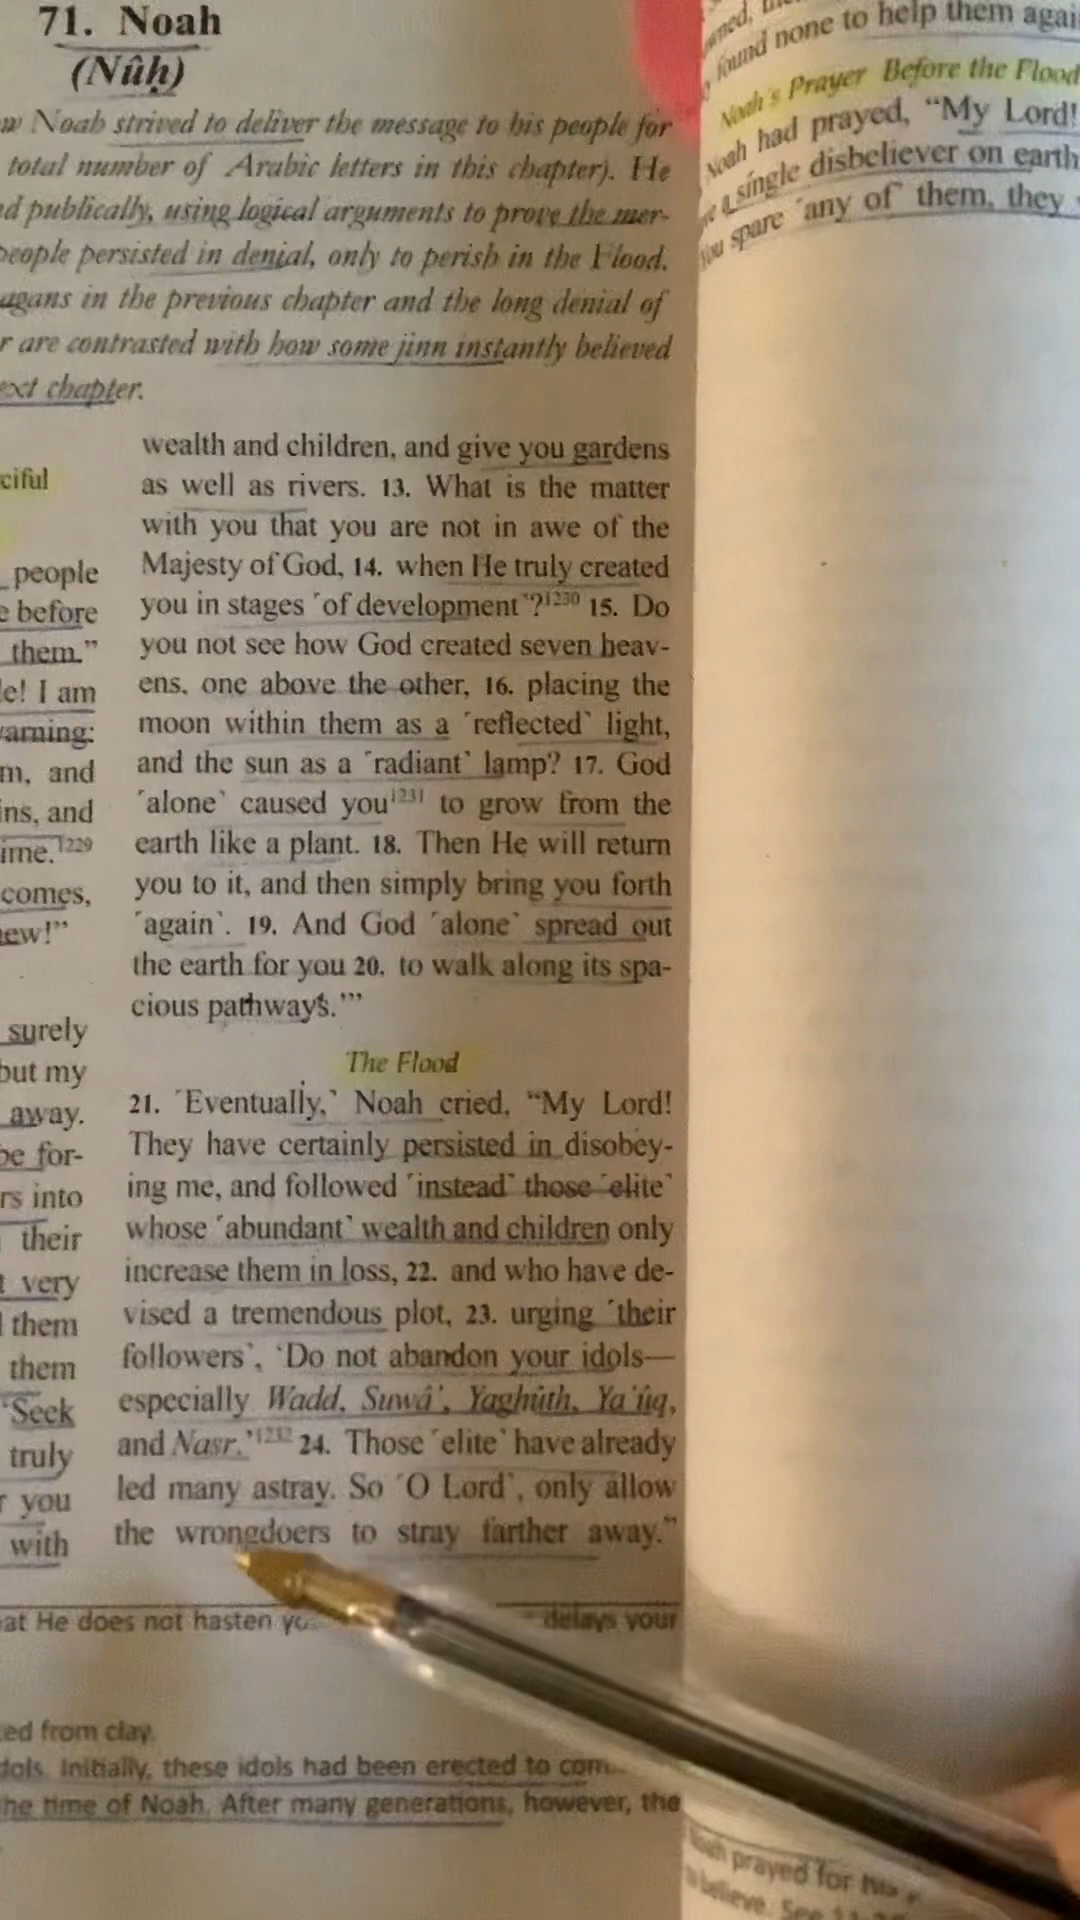 71. Noah
(Nûḥ)
Noah strived to deliver the message to his people for
total number of Arabic letters in this chapter). He
publically, using logical arguments to prove the mer-
people persisted in denial, only to perish in the Flood.
in the previous chapter and the long denial of
are contrasted with how some jinn instantly believed
chapter.
ciful
people
before
them.”
I am
m, and
ins, and
ime.1229
comes,
ew!”
surely
but my
away.
be for-
rs into
their
very
them
them
‘Seek
truly
you
with
wealth and children, and give you gardens
as well as rivers. 13. What is the matter
with you that you are not in awe of the
Majesty of God, 14. when He truly created
you in stages ˹of development˺?1230 15. Do
you not see how God created seven heav-
ens, one above the other, 16. placing the
moon within them as a ˹reflected˺ light,
and the sun as a ˹radiant˺ lamp? 17. God
˹alone˺ caused you1231 to grow from the
earth like a plant. 18. Then He will return
you to it, and then simply bring you forth
˹again˺. 19. And God ˹alone˺ spread out
the earth for you 20. to walk along its spa-
cious pathways.’”
The Flood
21. ˹Eventually,˺ Noah cried, “My Lord!
They have certainly persisted in disobey-
ing me, and followed ˹instead˺ those ˹elite˺
whose ˹abundant˺ wealth and children only
increase them in loss, 22. and who have de-
vised a tremendous plot, 23. urging ˹their
followers˺, ‘Do not abandon your idols—
especially Wadd, Suwâ’, Yaghûth, Ya’ûq,
and Nasr.’1232 24. Those ˹elite˺ have already
led many astray. So ˹O Lord˺, only allow
the wrongdoers to stray farther away.”
at He does not hasten delays your
from clay.
Initially, these idols had been erected to
time of Noah. After many generations, however, the
found none to help them
Noah's Prayer Before the Flood
Noah had prayed, “My Lord!
a single disbeliever on earth
You spare ˹any of˺ them, they
prayed for
believe. See